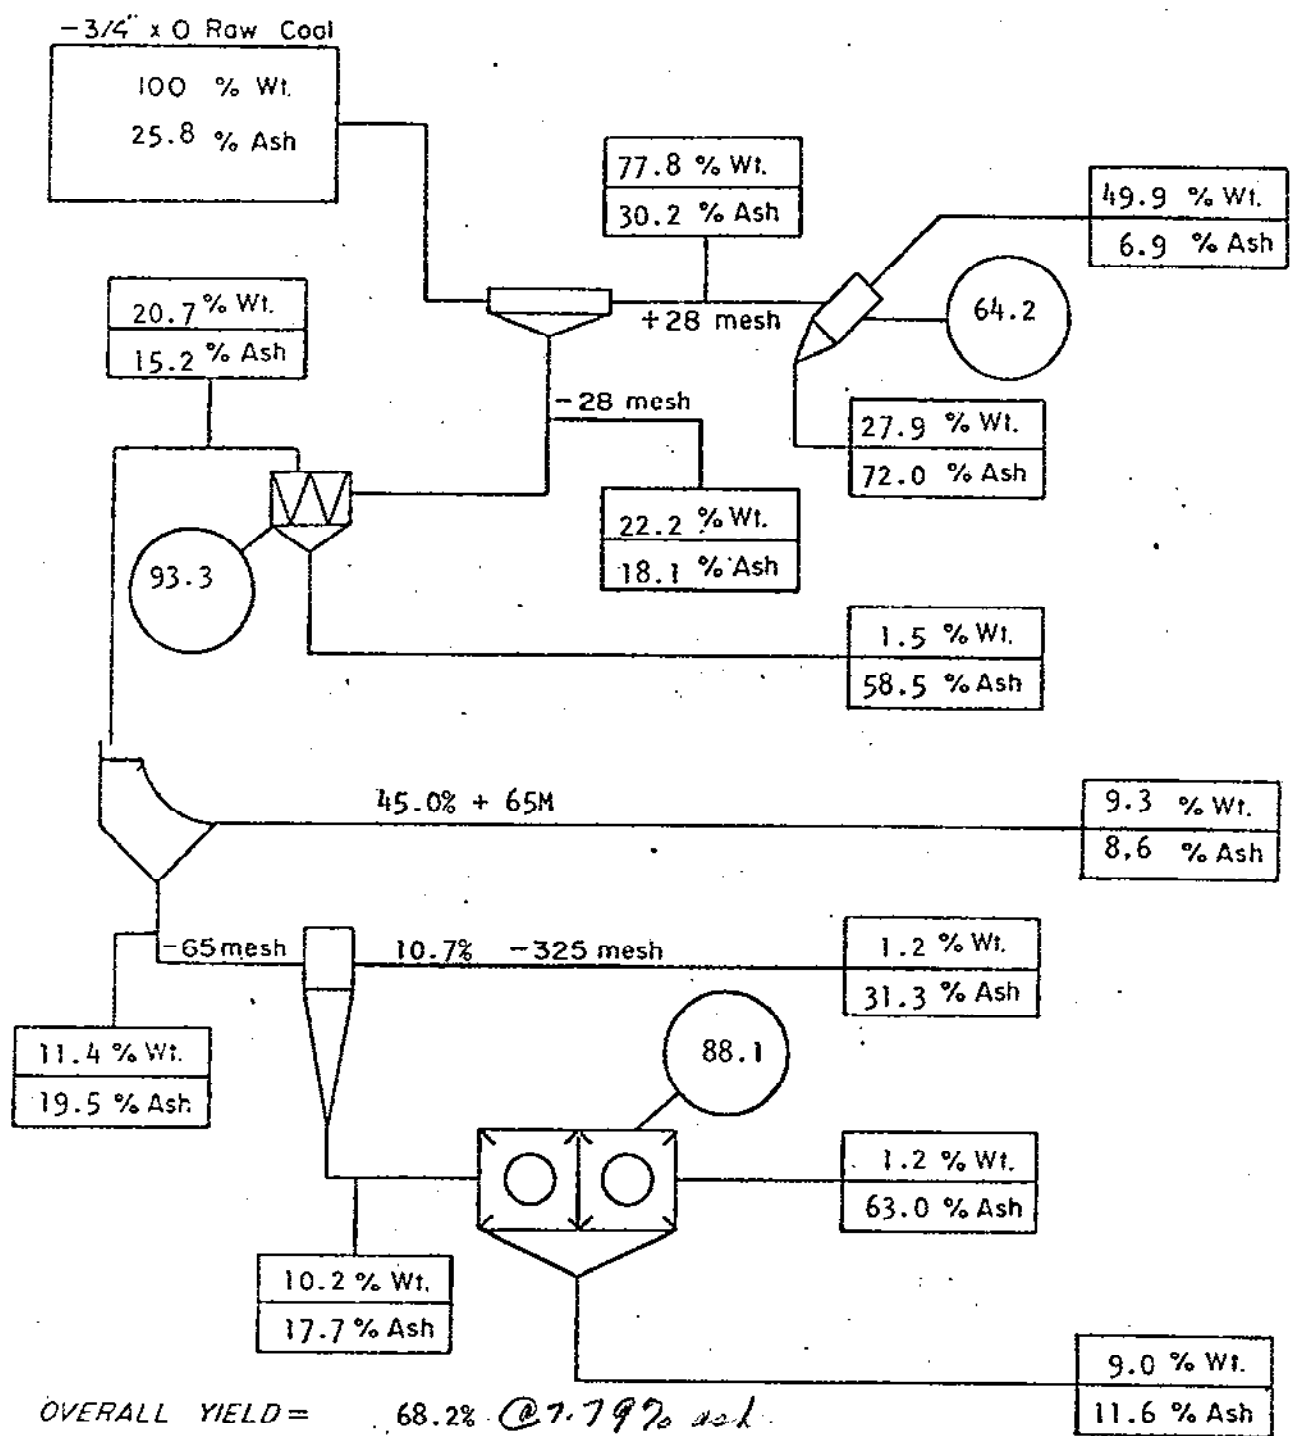 -3/4" x 0 Raw Coal
100 % Wt.
25.8 % Ash
77.8 % Wt.
30.2 % Ash
49.9 % Wt.
6.9 % Ash
20.7 % Wt.
15.2 % Ash
+28 mesh
64.2
-28 mesh
27.9 % Wt.
72.0 % Ash
22.2 % Wt.
18.1 % Ash
93.3
1.5 % Wt.
58.5 % Ash
45.0% + 65M
9.3 % Wt.
8,6 % Ash
-65 mesh
10.7% -325 mesh
1.2 % Wt.
31.3 % Ash
11.4 % Wt.
19.5 % Ash
88.1
1.2 % Wt.
63.0 % Ash
10.2 % Wt.
17.7 % Ash
9.0 % Wt.
11.6 % Ash
OVERALL YIELD = 68.2% @ 7.79% ash